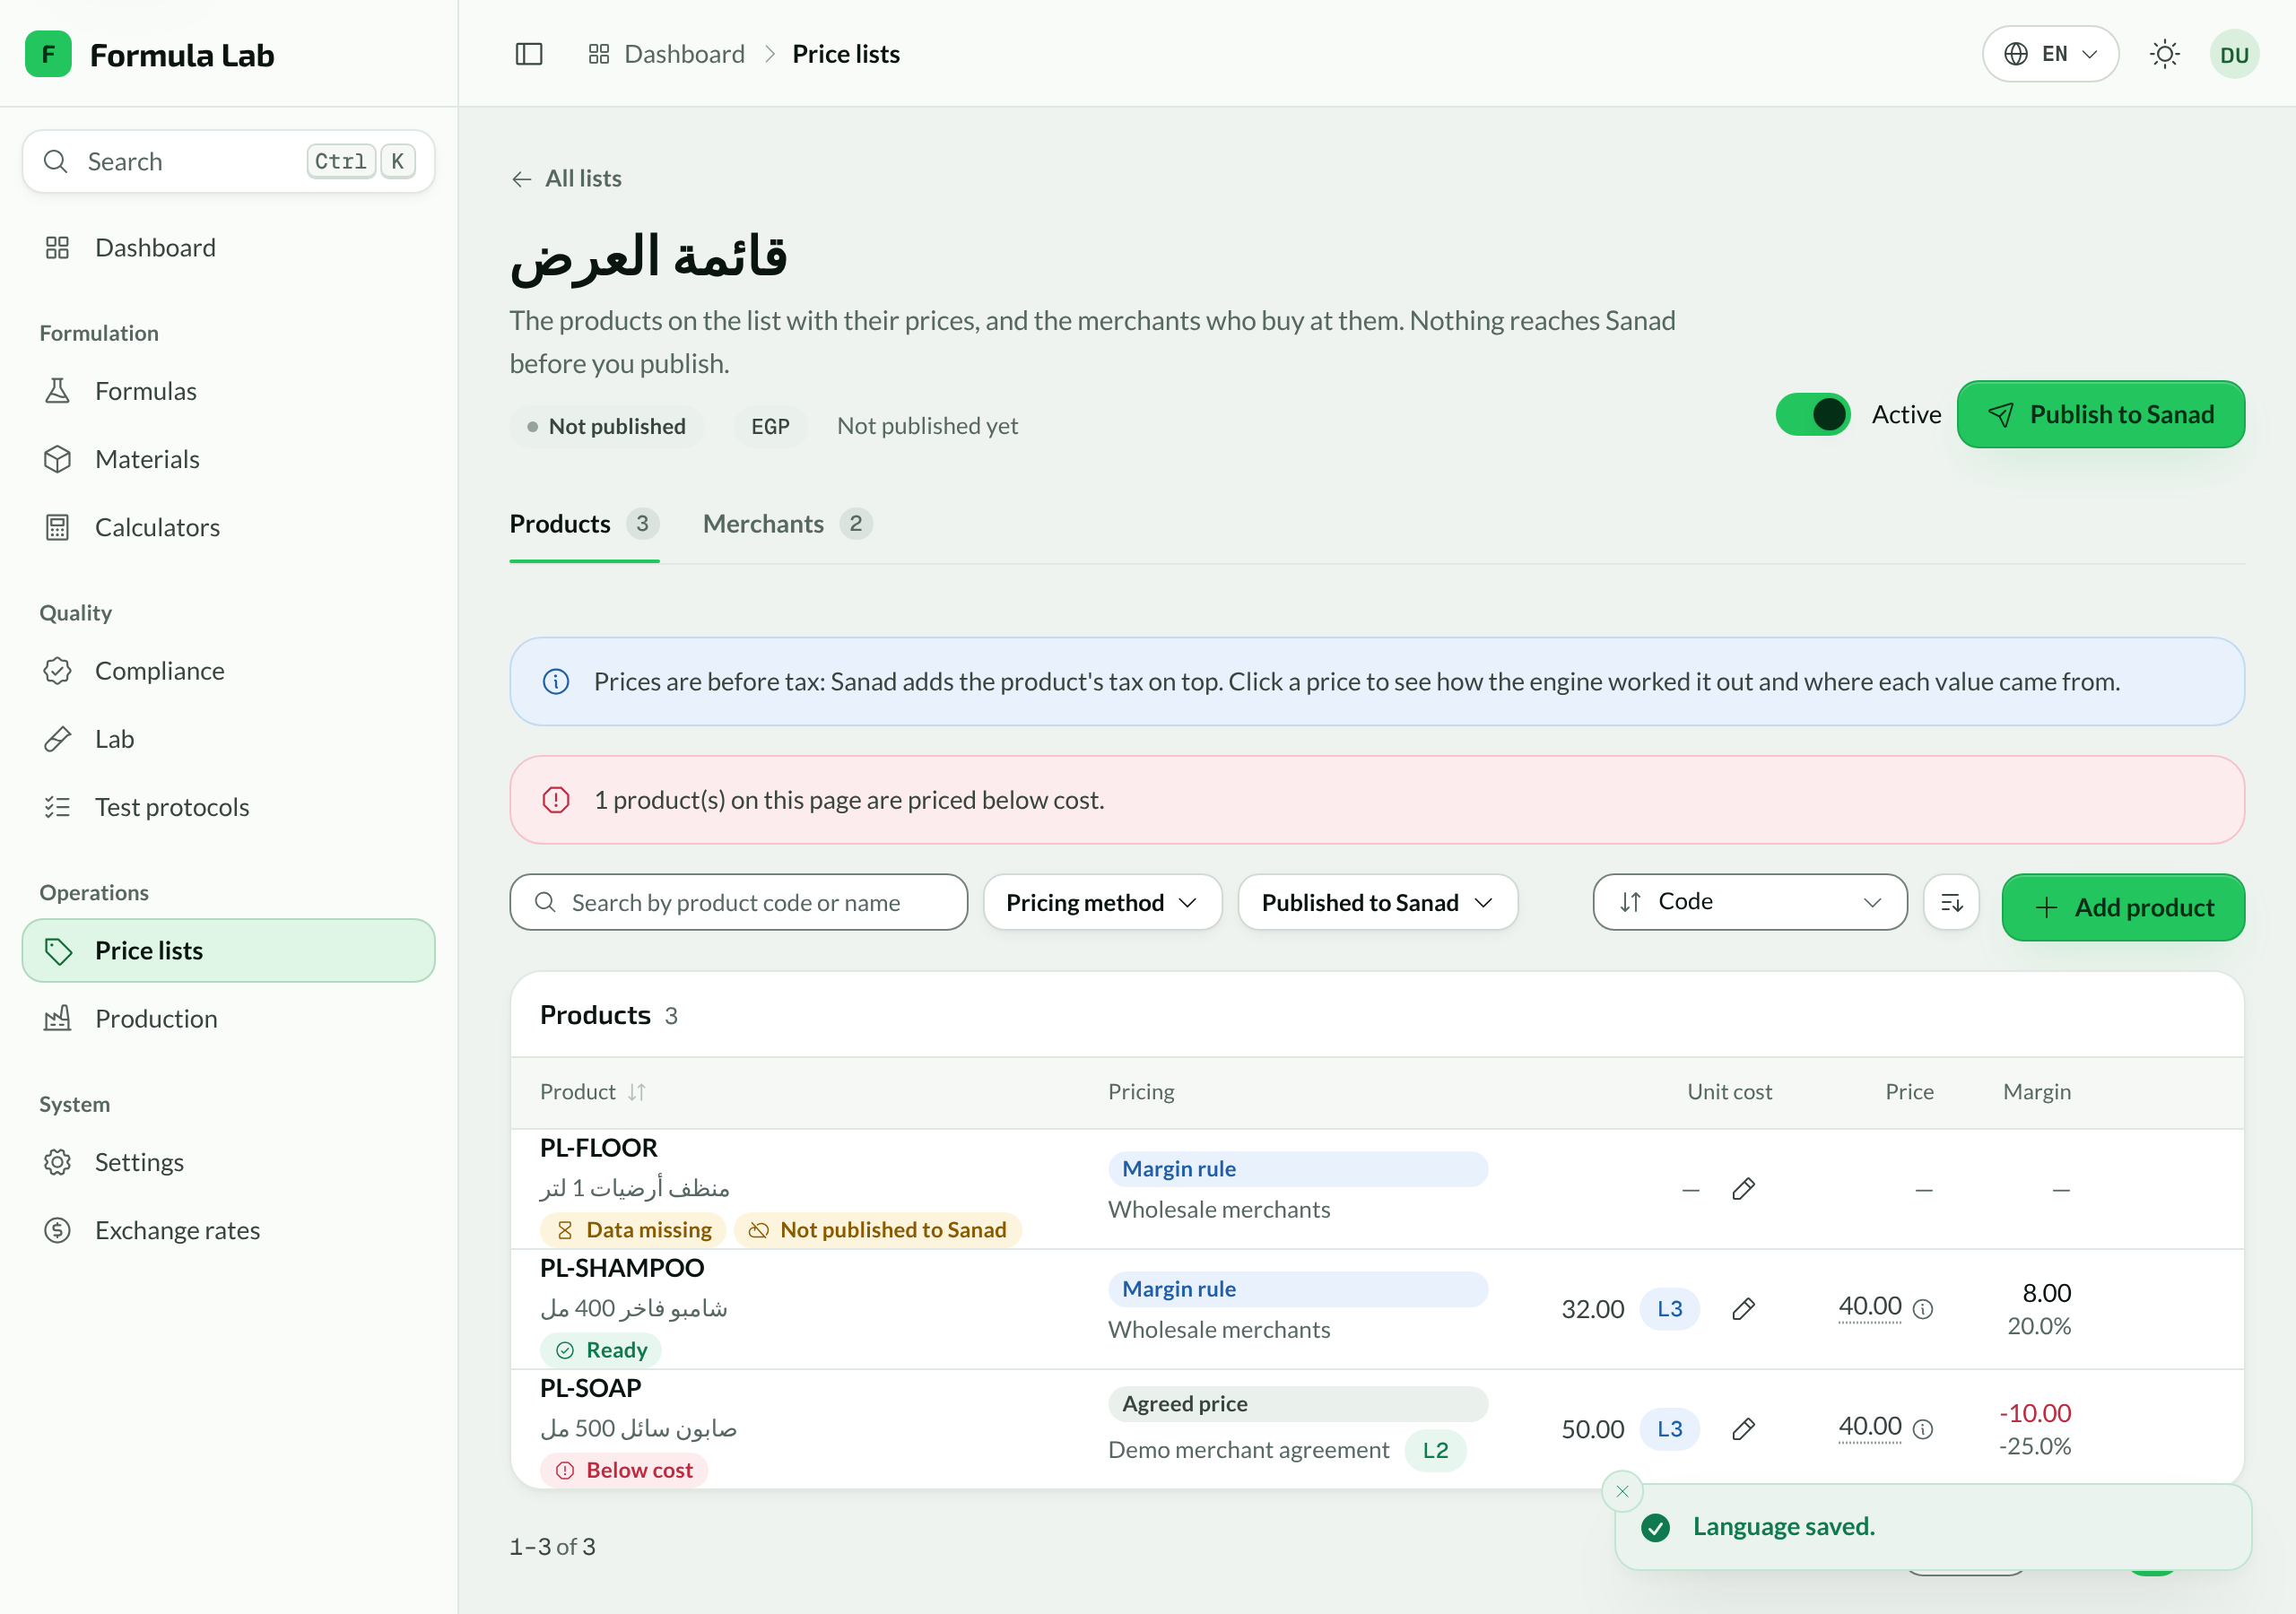 F Formula Lab
Dashboard > Price lists
EN
DU
Search Ctrl K
Dashboard
Formulation
Formulas
Materials
Calculators
Quality
Compliance
Lab
Test protocols
Operations
Price lists
Production
System
Settings
Exchange rates
← All lists
قائمة العرض
The products on the list with their prices, and the merchants who buy at them. Nothing reaches Sanad
before you publish.
Not published EGP Not published yet
Active Publish to Sanad
Products 3 Merchants 2
Prices are before tax: Sanad adds the product's tax on top. Click a price to see how the engine worked it out and where each value came from.
1 product(s) on this page are priced below cost.
Search by product code or name Pricing method Published to Sanad Code + Add product
Products 3
Product Pricing Unit cost Price Margin
PL-FLOOR
منظف أرضيات 1 لتر
Data missing Not published to Sanad
Margin rule
Wholesale merchants
— — —
PL-SHAMPOO
شامبو فاخر 400 مل
Ready
Margin rule
Wholesale merchants
32.00 L3 40.00 8.00
20.0%
PL-SOAP
صابون سائل 500 مل
Below cost
Agreed price
Demo merchant agreement L2
50.00 L3 40.00 -10.00
-25.0%
1–3 of 3
Language saved.